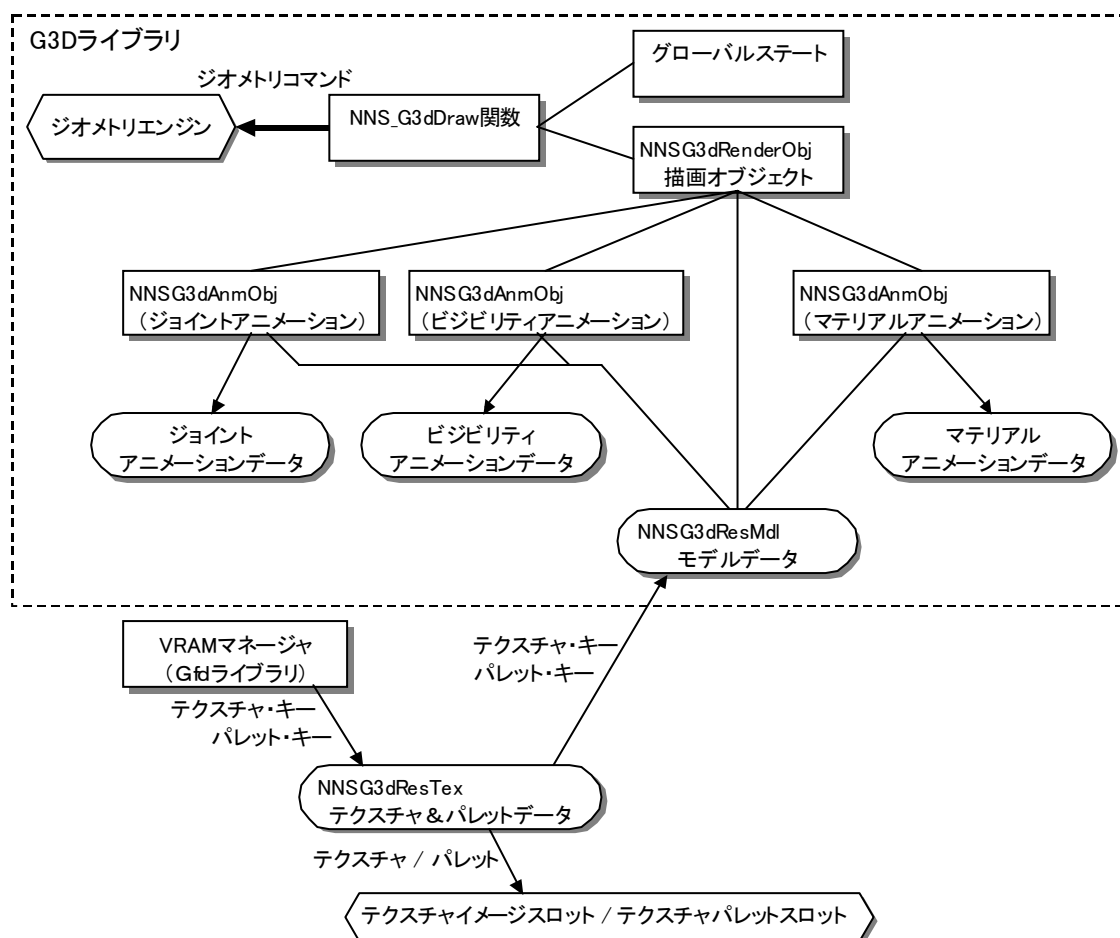 G3Dライブラリ
グローバルステート
ジオメトリコマンド
ジオメトリエンジン
NNS_G3dDraw関数
NNSG3dRenderObj
描画オブジェクト
NNSG3dAnmObj
(ジョイントアニメーション)
NNSG3dAnmObj
(ビジビリティアニメーション)
NNSG3dAnmObj
(マテリアルアニメーション)
ジョイント
アニメーションデータ
ビジビリティ
アニメーションデータ
マテリアル
アニメーションデータ
NNSG3dResMdl
モデルデータ
VRAMマネージャ
(Gfdライブラリ)
テクスチャ・キー
パレット・キー
テクスチャ・キー
パレット・キー
NNSG3dResTex
テクスチャ&パレットデータ
テクスチャ / パレット
テクスチャイメージスロット / テクスチャパレットスロット